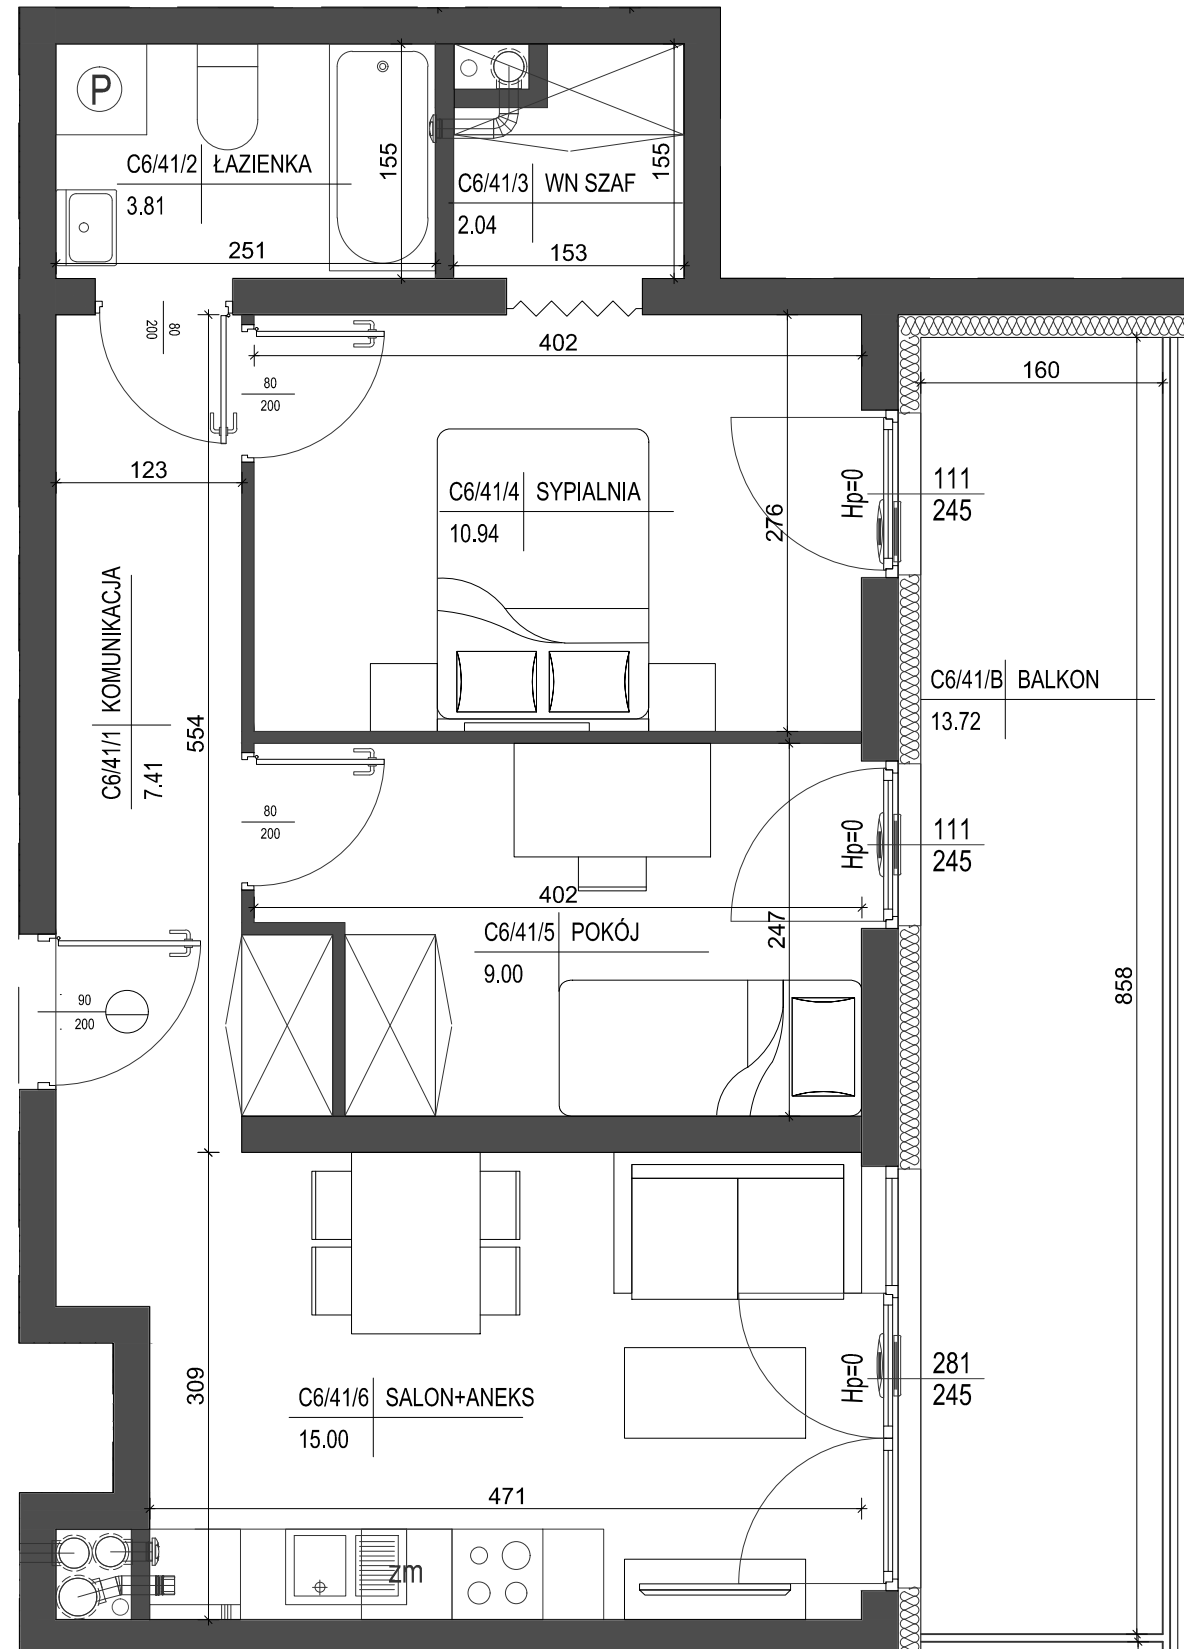 P
C6/41/2 ŁAZIENKA
3.81
155
251
C6/41/3 WN SZAF
2.04
155
153
80
200
80
200
402
160
123
C6/41/4 SYPIALNIA
10.94
276
Hp=0
111
245
C6/41/1 KOMUNIKACJA
7.41
554
C6/41/B BALKON
13.72
80
200
Hp=0
111
245
402
C6/41/5 POKÓJ
9.00
247
858
90
200
309
C6/41/6 SALON+ANEKS
15.00
Hp=0
281
245
471
zm